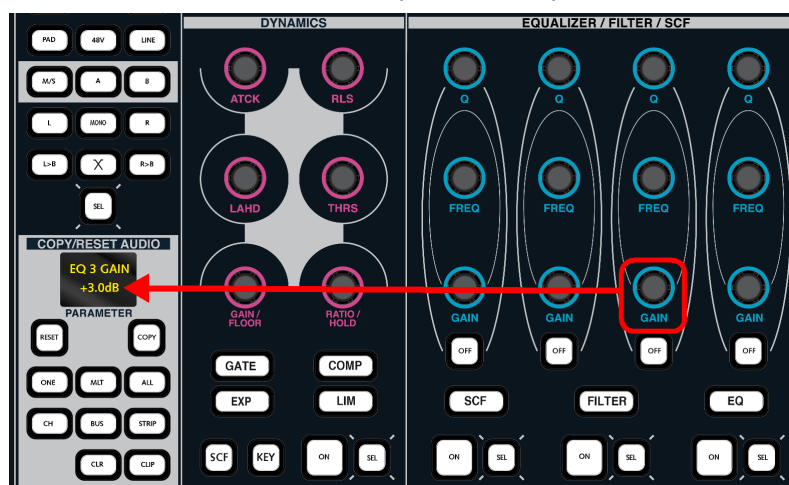 PAD 48V LINE
M/S A B
L MONO R
L>B X R>B
SEL
COPY/RESET AUDIO
EQ 3 GAIN
+3.0dB
PARAMETER
RESET COPY
ONE MLT ALL
CH BUS STRIP
CLR CLIP
DYNAMICS
ATCK RLS
LAHD THRS
GAIN / RATIO /
FLOOR HOLD
GATE COMP
EXP LIM
SCF KEY ON SEL
EQUALIZER / FILTER / SCF
Q Q Q Q
FREQ FREQ FREQ FREQ
GAIN GAIN GAIN GAIN
OFF OFF OFF OFF
SCF FILTER EQ
ON SEL ON SEL ON SEL